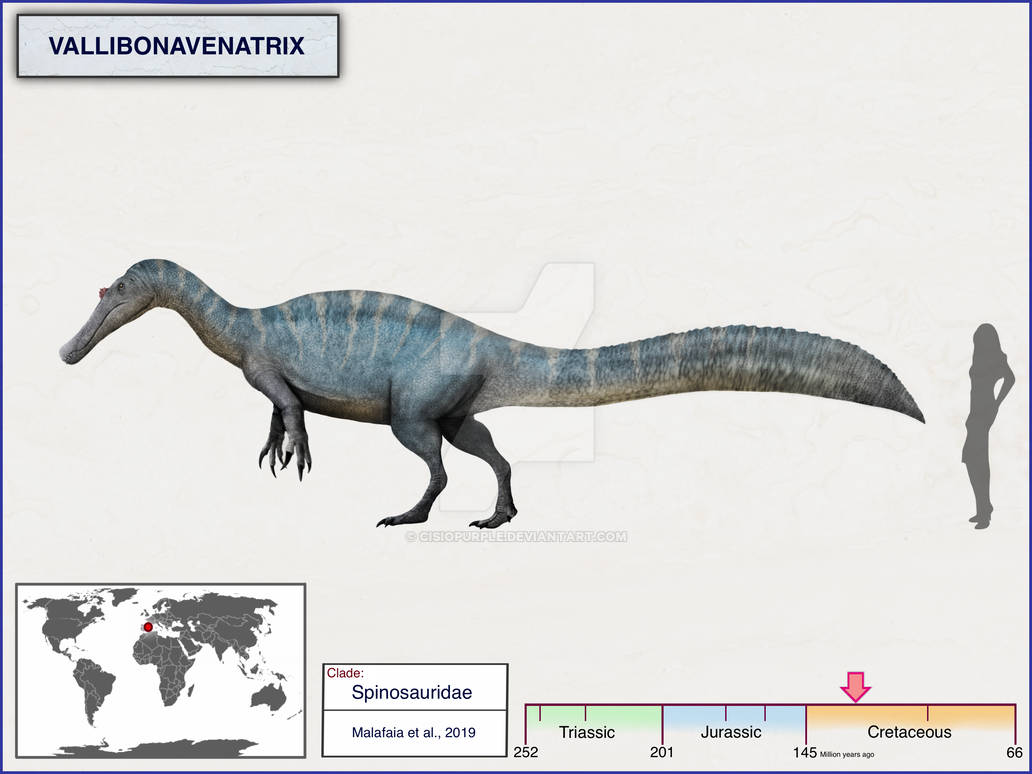 VALLIBONAVENATRIX
© CISIOPURPLE.DEVIANTART.COM
Clade:
Spinosauridae
Malafaia et al., 2019
Triassic
Jurassic
Cretaceous
252
201
145 Million years ago
66